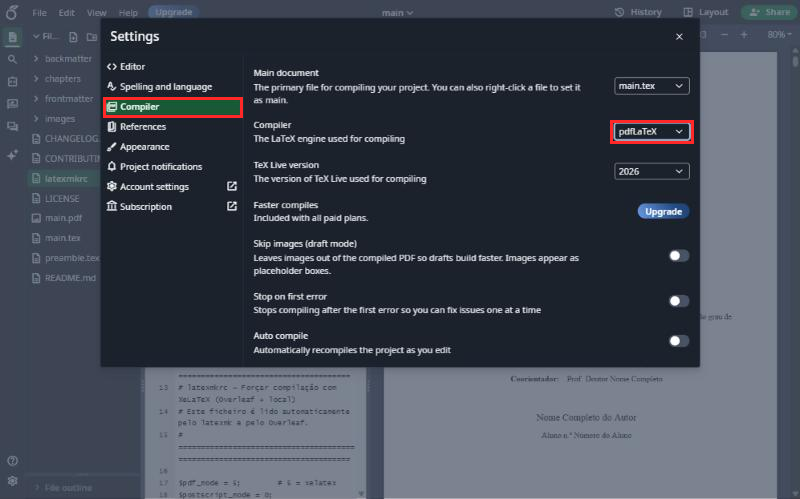 File Edit View Help Upgrade main History Layout Share
Settings
Fil... 80%
Editor
Spelling and language
Compiler
References
Appearance
Project notifications
Account settings
Subscription
Main document
The primary file for compiling your project. You can also right-click a file to set it
as main.
main.tex
Compiler
The LaTeX engine used for compiling
pdfLaTeX
TeX Live version
The version of TeX Live used for compiling
2026
Faster compiles
Included with all paid plans.
Upgrade
Skip images (draft mode)
Leaves images out of the compiled PDF so drafts build faster. Images appear as
placeholder boxes.
Stop on first error
Stops compiling after the first error so you can fix issues one at a time
Auto compile
Automatically recompiles the project as you edit
backmatter
chapters
frontmatter
images
CHANGELOG.
CONTRIBUTIN
latexmkrc
LICENSE
main.pdf
main.tex
preamble.tex
README.md
File outline
======================================
13 # latexmkrc — Forçar compilação com
XeLaTeX (Overleaf + local)
14 # Este ficheiro é lido automaticamente
pelo latexmk e pelo Overleaf.
15 #
======================================
======================================
16
17 $pdf_mode = 5; # 5 = xelatex
18 $postscript_mode = 0;
grau de
Coorientador: Prof. Doutor Nome Completo
Nome Completo do Autor
Aluno n.º Número do Aluno